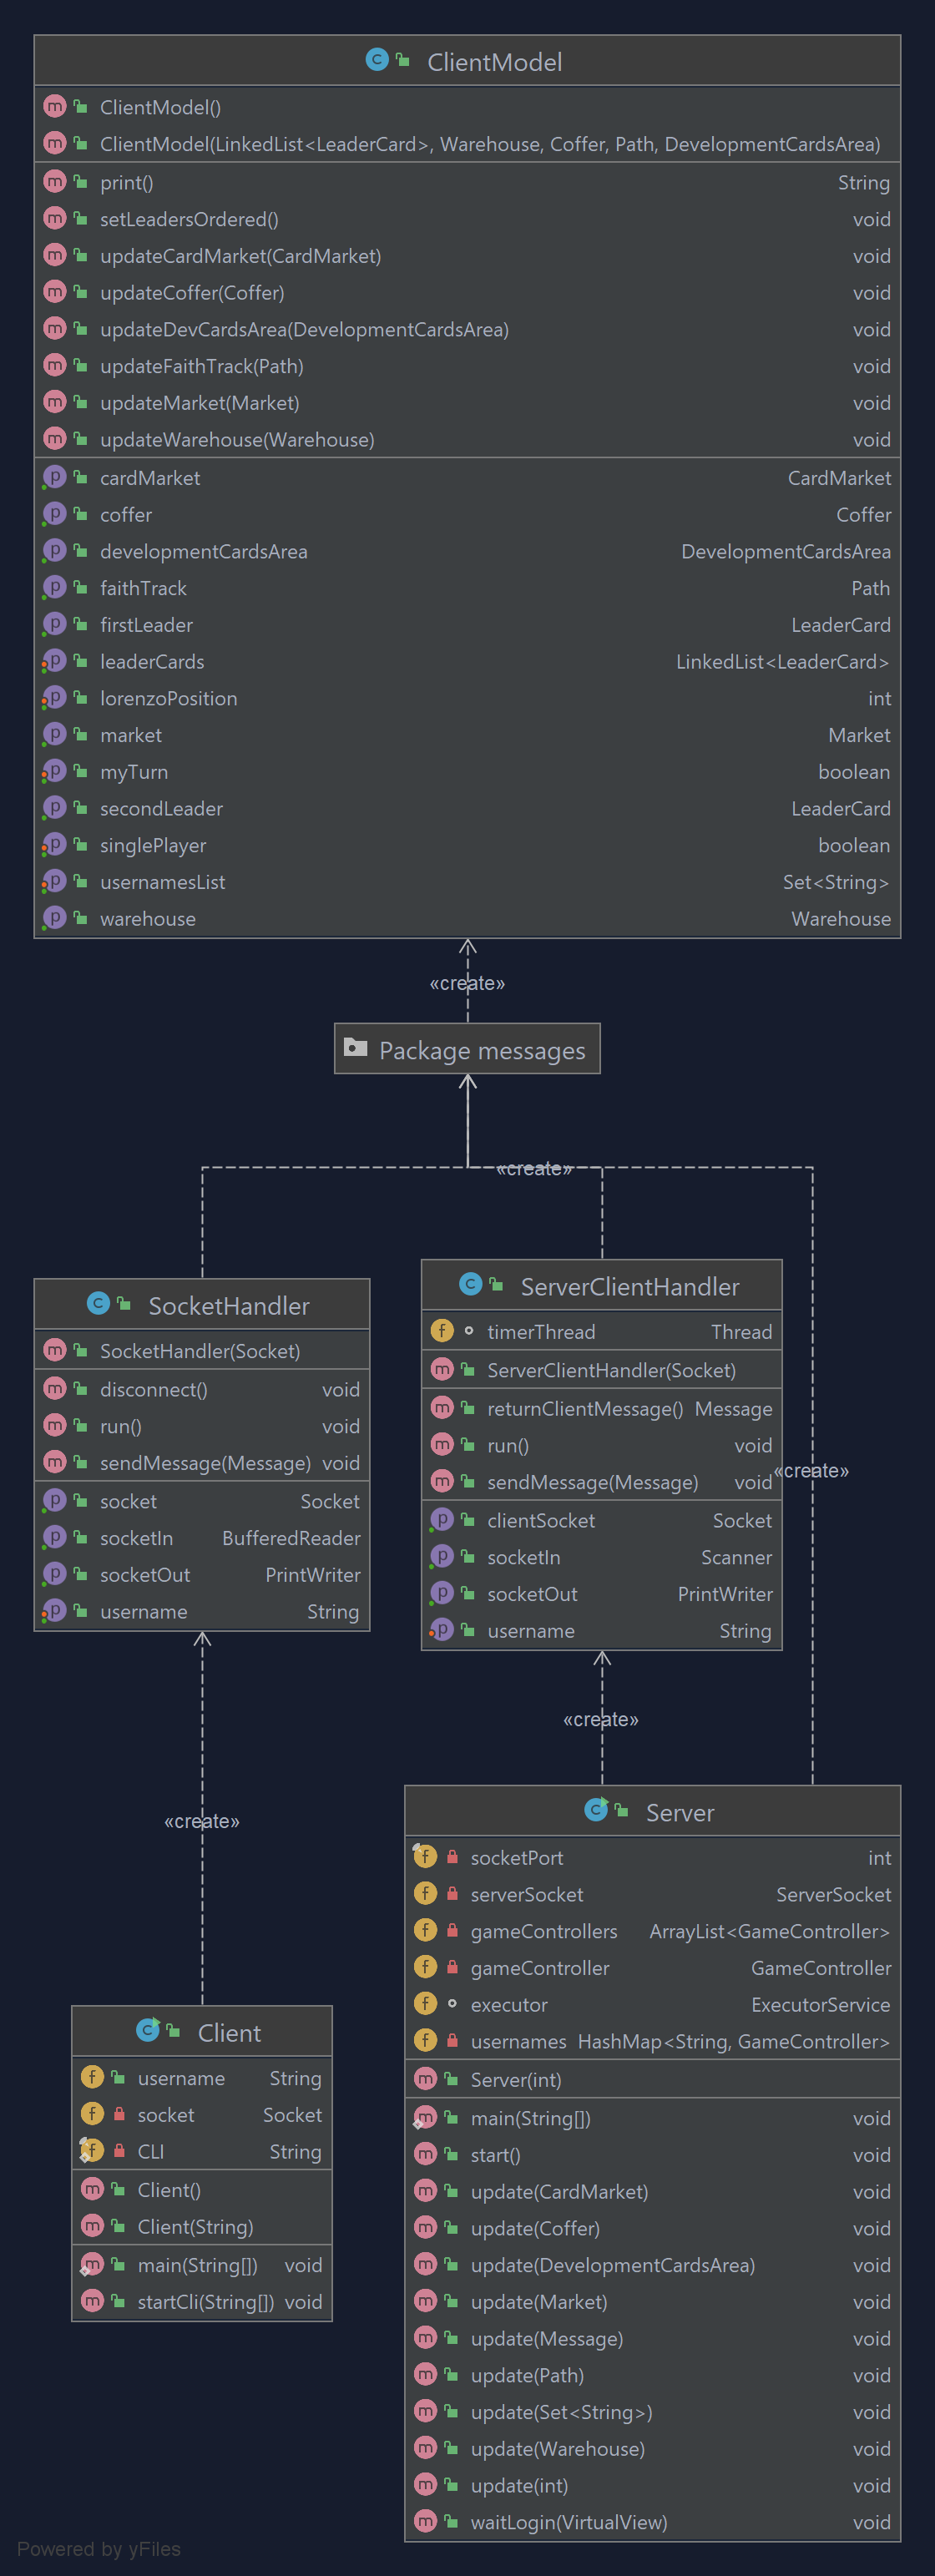 ClientModel
ClientModel()
ClientModel(LinkedList<LeaderCard>, Warehouse, Coffer, Path, DevelopmentCardsArea)
print() String
setLeadersOrdered() void
updateCardMarket(CardMarket) void
updateCoffer(Coffer) void
updateDevCardsArea(DevelopmentCardsArea) void
updateFaithTrack(Path) void
updateMarket(Market) void
updateWarehouse(Warehouse) void
cardMarket CardMarket
coffer Coffer
developmentCardsArea DevelopmentCardsArea
faithTrack Path
firstLeader LeaderCard
leaderCards LinkedList<LeaderCard>
lorenzoPosition int
market Market
myTurn boolean
secondLeader LeaderCard
singlePlayer boolean
usernamesList Set<String>
warehouse Warehouse
«create»
Package messages
«create»
SocketHandler
SocketHandler(Socket)
disconnect() void
run() void
sendMessage(Message) void
socket Socket
socketIn BufferedReader
socketOut PrintWriter
username String
ServerClientHandler
timerThread Thread
ServerClientHandler(Socket)
returnClientMessage() Message
run() void
sendMessage(Message) void
clientSocket Socket
socketIn Scanner
socketOut PrintWriter
username String
«create»
«create»
«create»
Server
socketPort int
serverSocket ServerSocket
gameControllers ArrayList<GameController>
gameController GameController
executor ExecutorService
usernames HashMap<String, GameController>
Server(int)
main(String[]) void
start() void
update(CardMarket) void
update(Coffer) void
update(DevelopmentCardsArea) void
update(Market) void
update(Message) void
update(Path) void
update(Set<String>) void
update(Warehouse) void
update(int) void
waitLogin(VirtualView) void
Client
username String
socket Socket
CLI String
Client()
Client(String)
main(String[]) void
startCli(String[]) void
Powered by yFiles